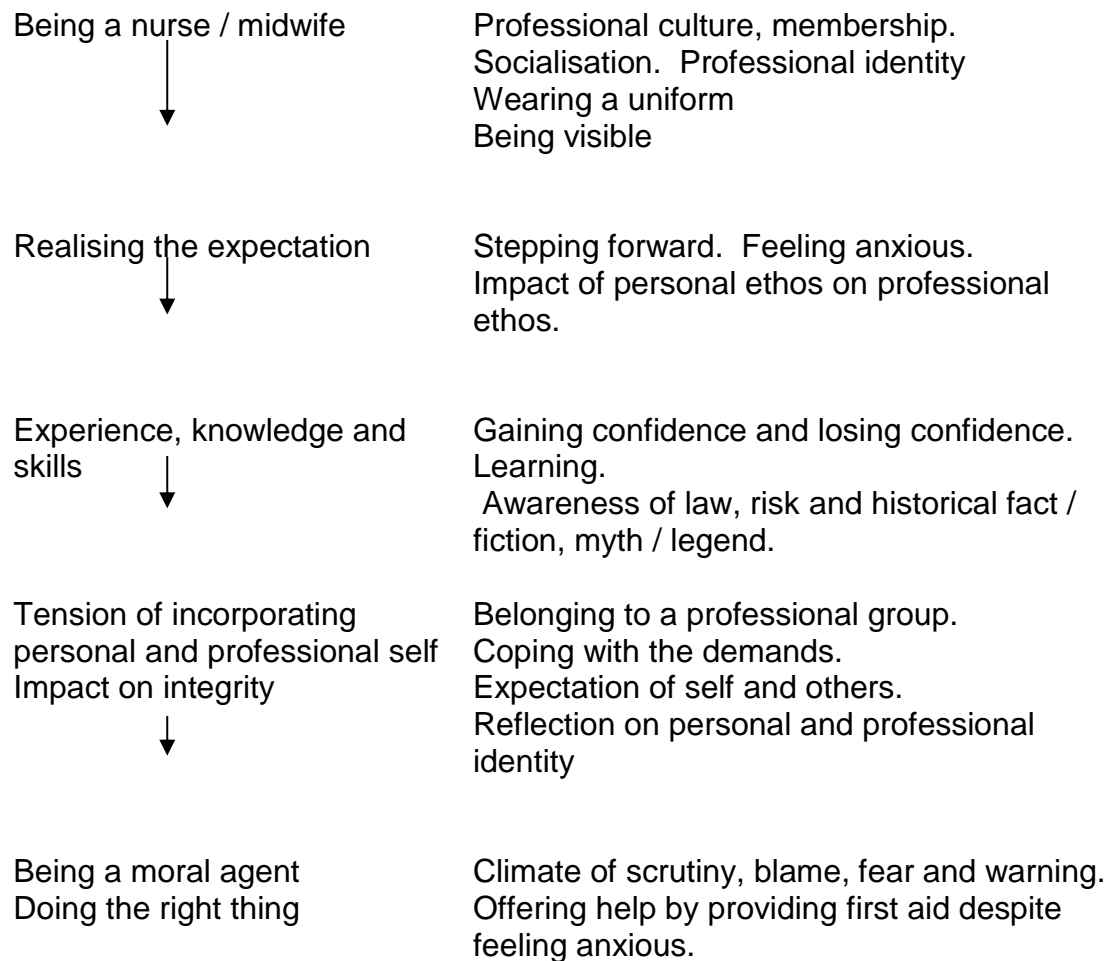 Being a nurse / midwife
Professional culture, membership.
Socialisation.  Professional identity
Wearing a uniform
Being visible
Realising the expectation
Stepping forward.  Feeling anxious.
Impact of personal ethos on professional
ethos.
Experience, knowledge and
skills
Gaining confidence and losing confidence.
Learning.
Awareness of law, risk and historical fact /
fiction, myth / legend.
Tension of incorporating
personal and professional self
Impact on integrity
Belonging to a professional group.
Coping with the demands.
Expectation of self and others.
Reflection on personal and professional
identity
Being a moral agent
Doing the right thing
Climate of scrutiny, blame, fear and warning.
Offering help by providing first aid despite
feeling anxious.